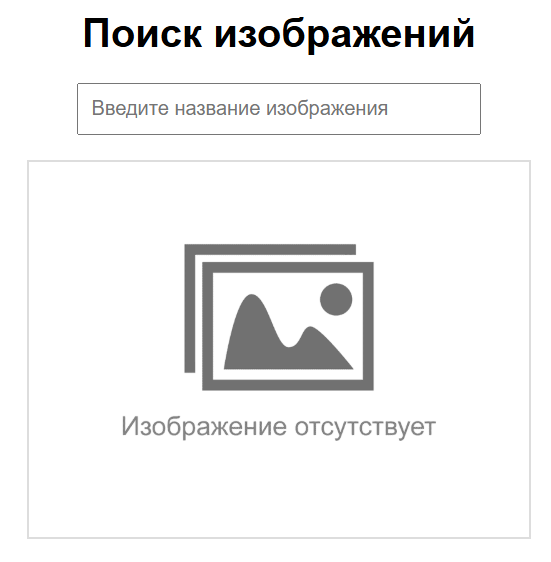 Поиск изображений
Введите название изображения
Изображение отсутствует